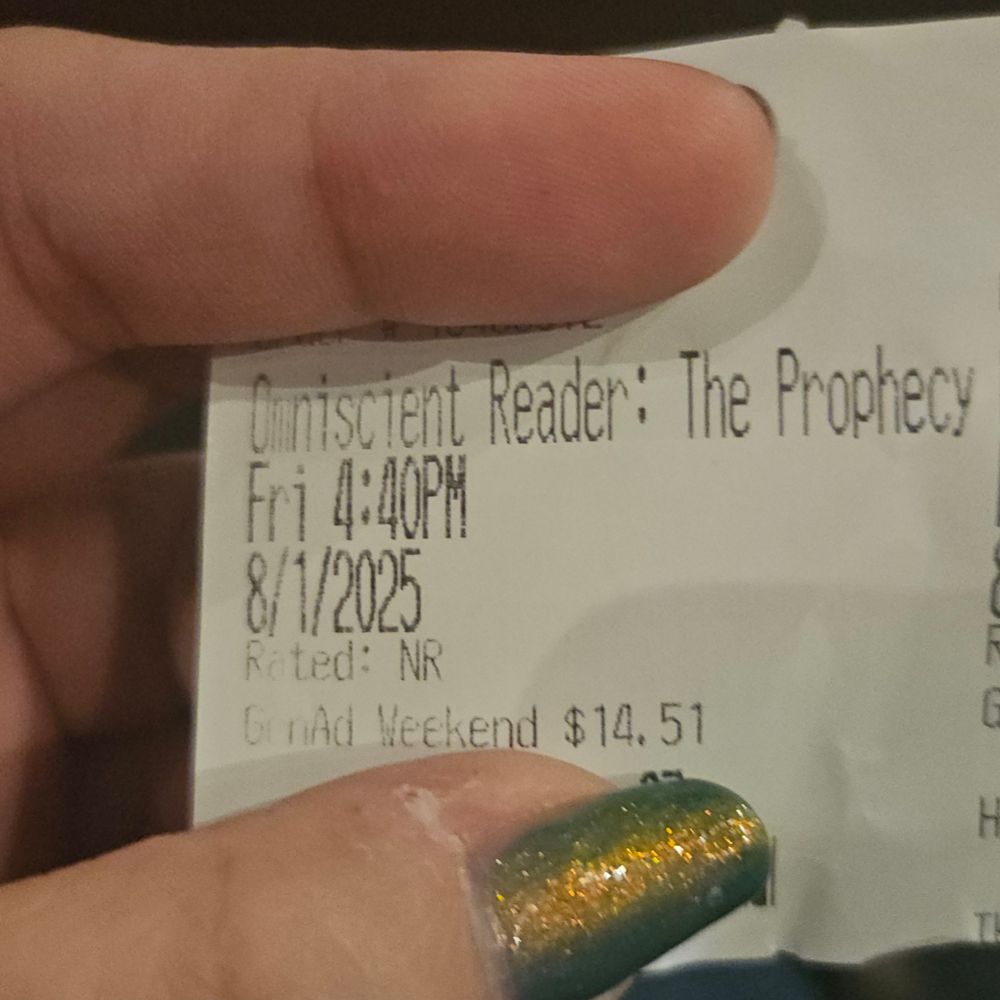 Omniscient Reader: The Prophecy
Fri 4:40PM
8/1/2025
Rated: NR
GenAd Weekend $14.51
R
G
H